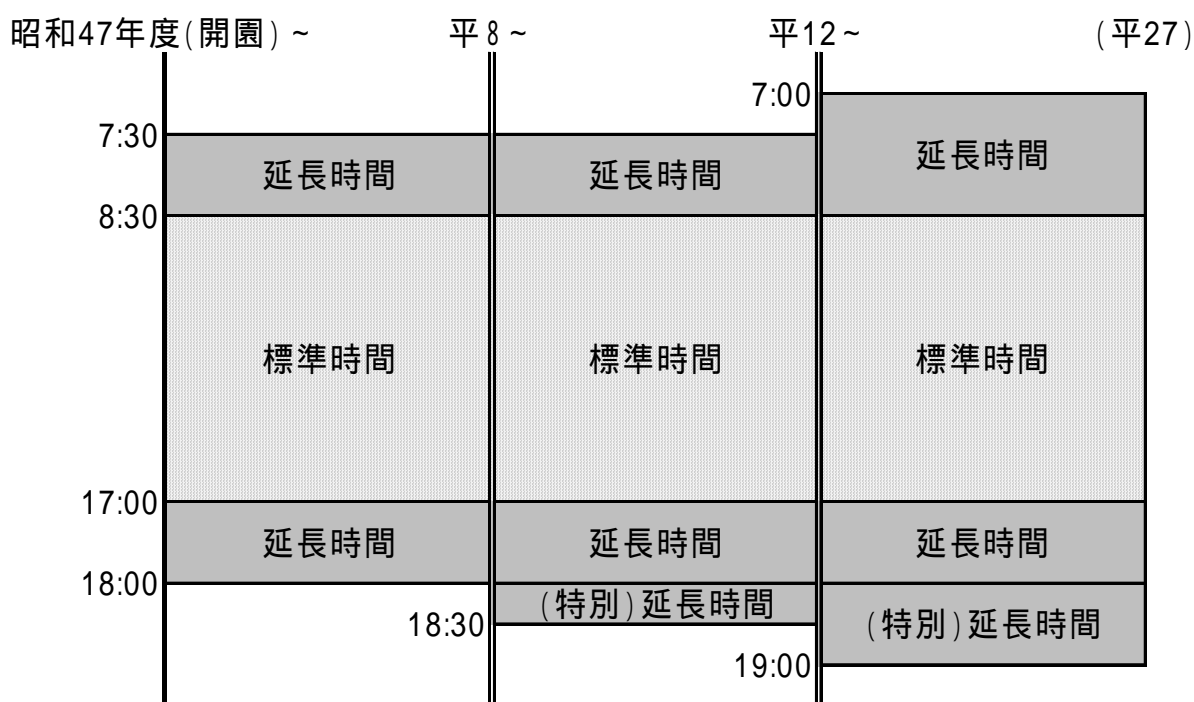 昭和47年度(開園)~ 平8~ 平12~ (平27)
7:00
7:30
延長時間 延長時間 延長時間
8:30
標準時間 標準時間 標準時間
17:00
延長時間 延長時間 延長時間
18:00
(特別)延長時間
18:30
(特別)延長時間
19:00